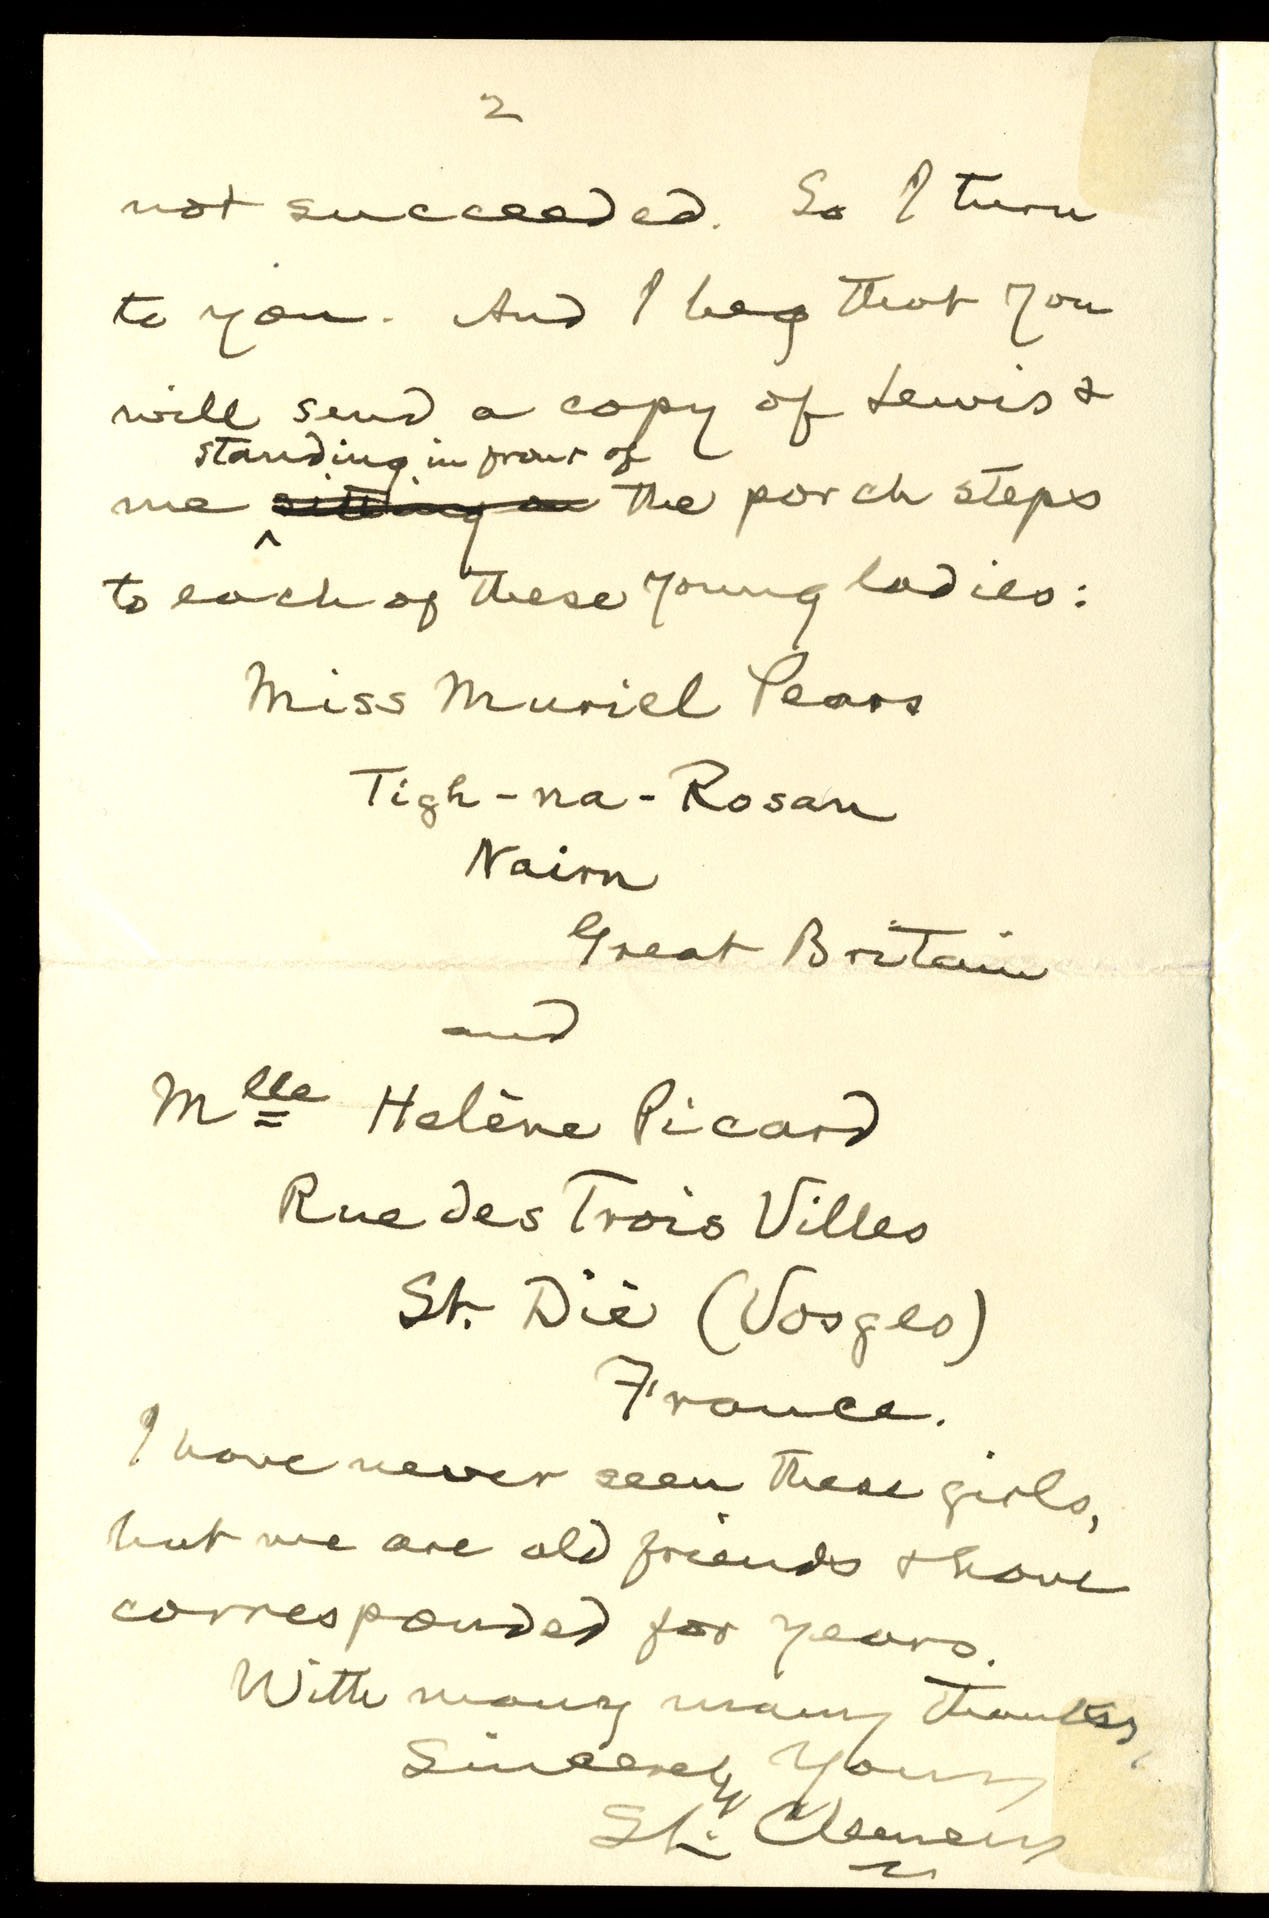 2
not succeeded. So I turn
to you. And I beg that you
will send a copy of Lewis &
standing in front of
me sitting on the porch steps
to each of these young ladies:
Miss Muriel Pears
Tigh-na-Rosan
Nairn
Great Britain
and
Mlle Helène Picard
Rue des Trois Villes
St. Dié (Vosges)
France.
I have never seen these girls,
but we are old friends & have
corresponded for years.
With many many thanks,
Sincerely Yours
SL. Clemens